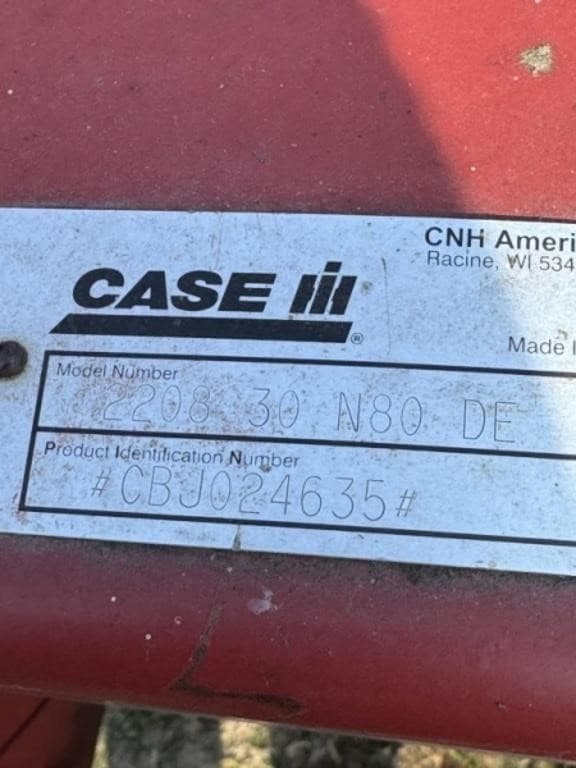 CNH Ameri
Racine, WI 534
CASE IH®
Made I
Model Number
2208 30 N80 DE
Product Identification Number
#CBJ024635#